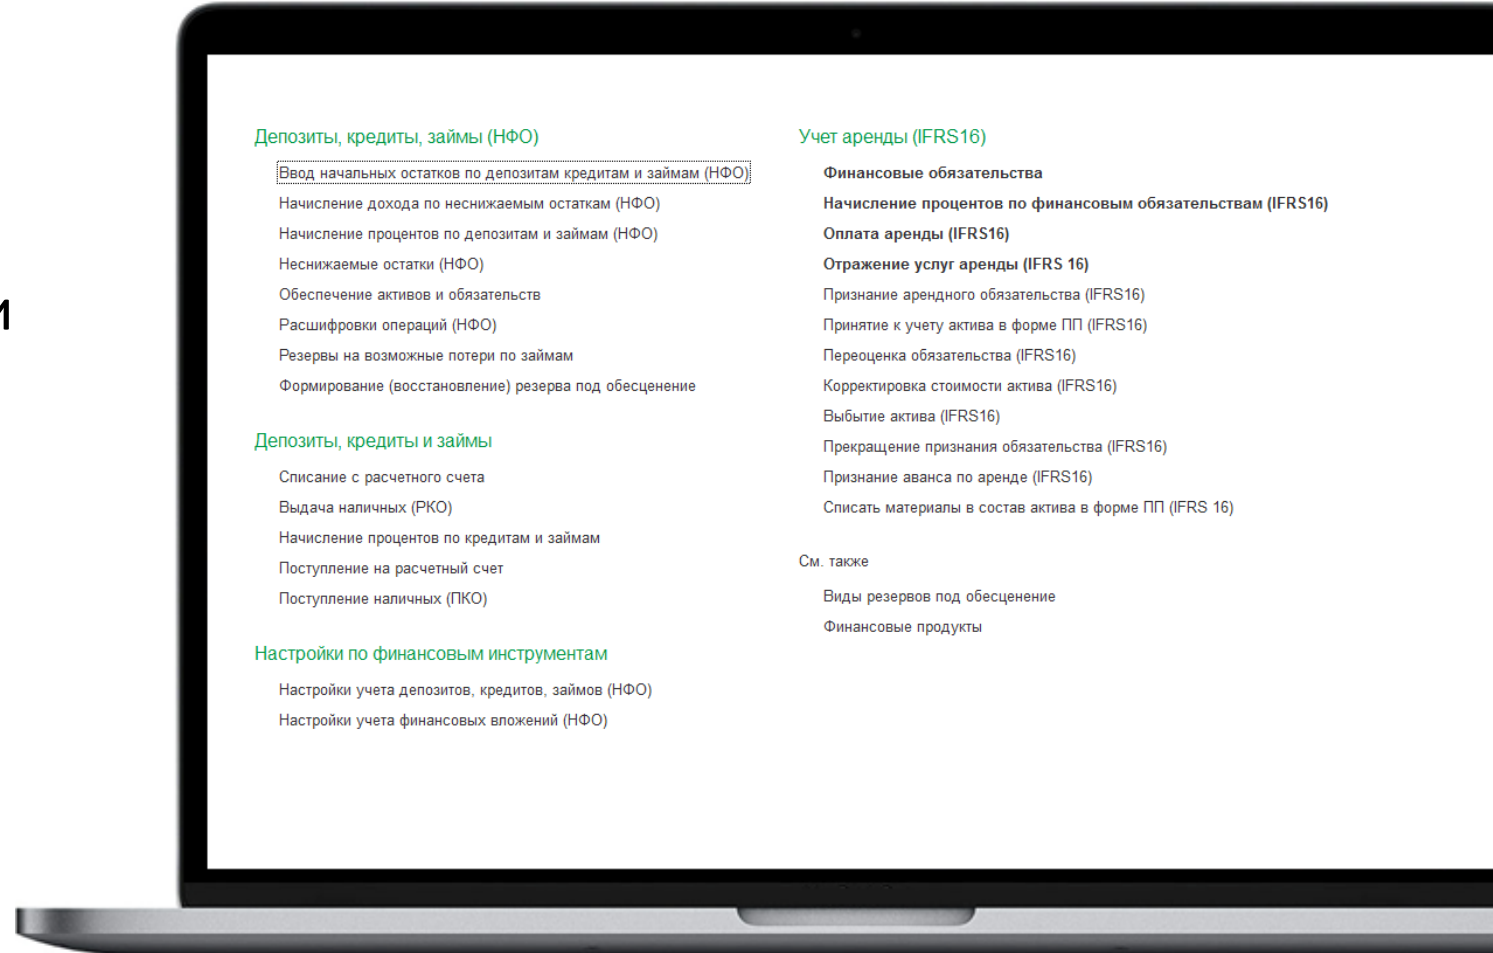 Депозиты, кредиты, займы (НФО)
Ввод начальных остатков по депозитам кредитам и займам (НФО)
Начисление дохода по неснижаемым остаткам (НФО)
Начисление процентов по депозитам и займам (НФО)
Неснижаемые остатки (НФО)
Обеспечение активов и обязательств
Расшифровки операций (НФО)
Резервы на возможные потери по займам
Формирование (восстановление) резерва под обесценение
Депозиты, кредиты и займы
Списание с расчетного счета
Выдача наличных (РКО)
Начисление процентов по кредитам и займам
Поступление на расчетный счет
Поступление наличных (ПКО)
Настройки по финансовым инструментам
Настройки учета депозитов, кредитов, займов (НФО)
Настройки учета финансовых вложений (НФО)
Учет аренды (IFRS16)
Финансовые обязательства
Начисление процентов по финансовым обязательствам (IFRS16)
Оплата аренды (IFRS16)
Отражение услуг аренды (IFRS 16)
Признание арендного обязательства (IFRS16)
Принятие к учету актива в форме ПП (IFRS16)
Переоценка обязательства (IFRS16)
Корректировка стоимости актива (IFRS16)
Выбытие актива (IFRS16)
Прекращение признания обязательства (IFRS16)
Признание аванса по аренде (IFRS16)
Списать материалы в состав актива в форме ПП (IFRS 16)
См. также
Виды резервов под обесценение
Финансовые продукты